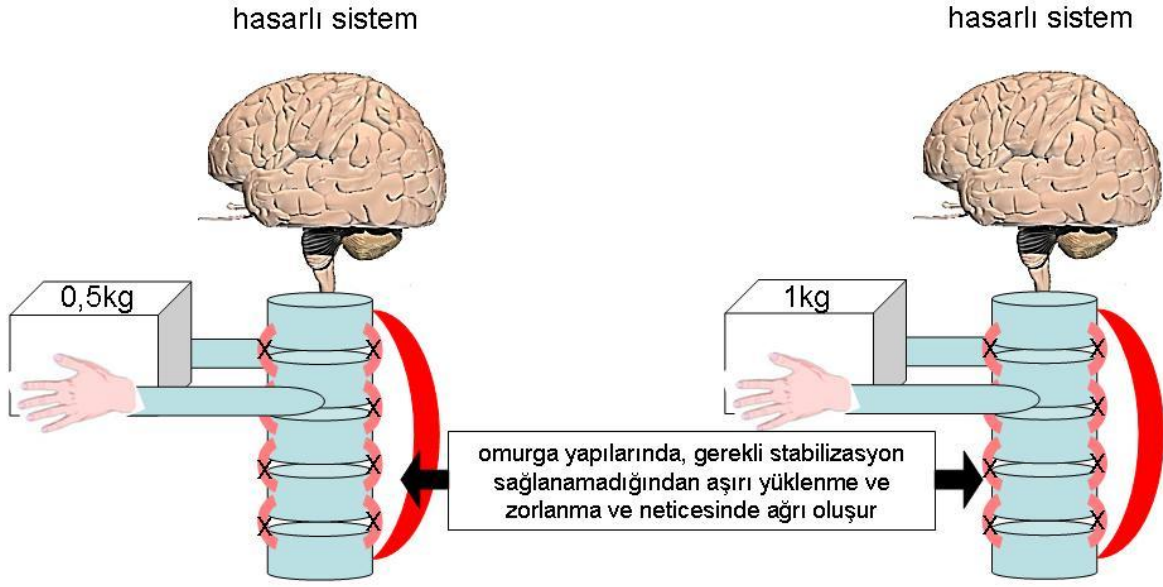 hasarlı sistem
hasarlı sistem
0,5kg
1kg
X X
X X
X
X
X X
X X
X
X
X X
X X
X X
X X
omurga yapılarında, gerekli stabilizasyon
sağlanamadığından aşırı yüklenme ve
zorlanma ve neticesinde ağrı oluşur